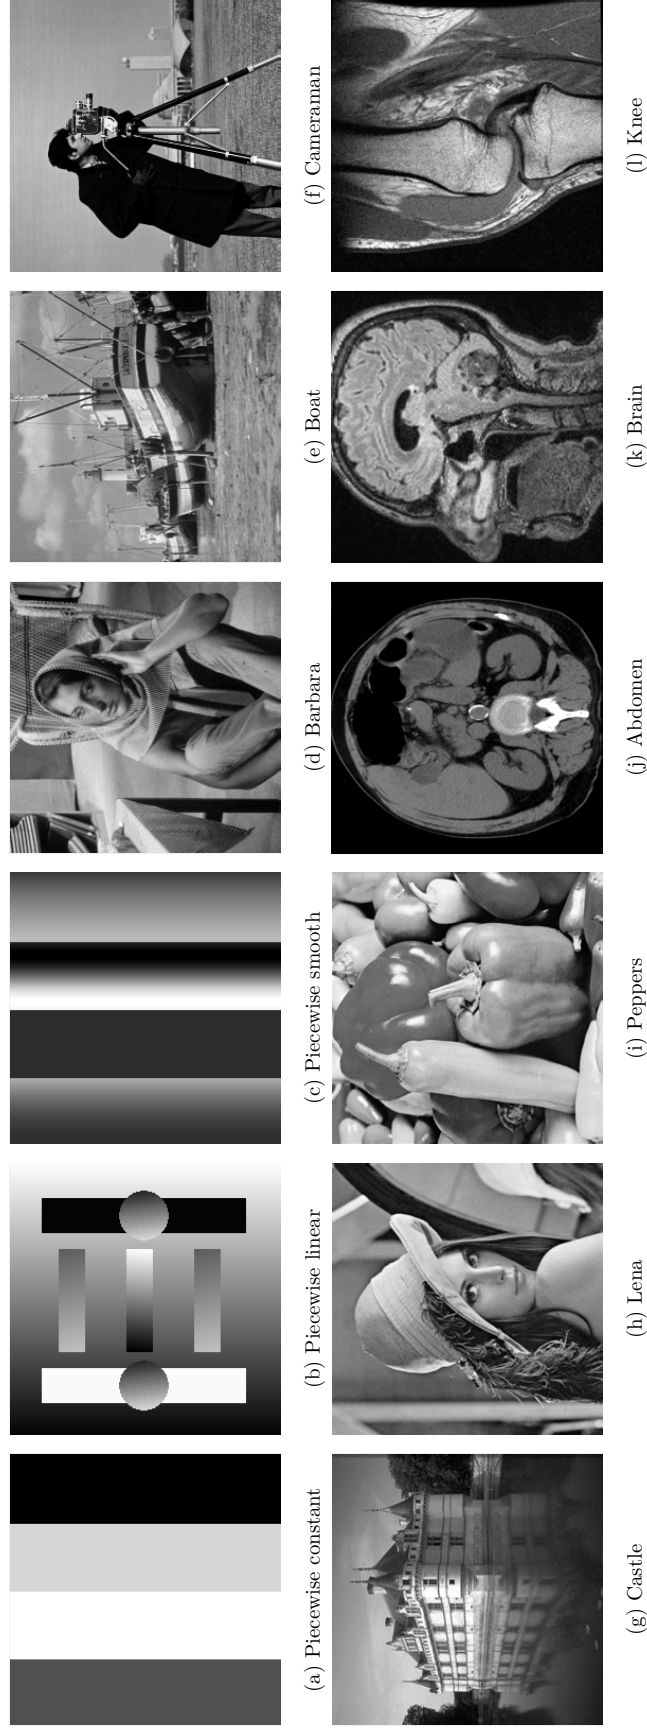 (a) Piecewise constant
(b) Piecewise linear
(c) Piecewise smooth
(d) Barbara
(e) Boat
(f) Cameraman
(g) Castle
(h) Lena
(i) Peppers
(j) Abdomen
(k) Brain
(l) Knee